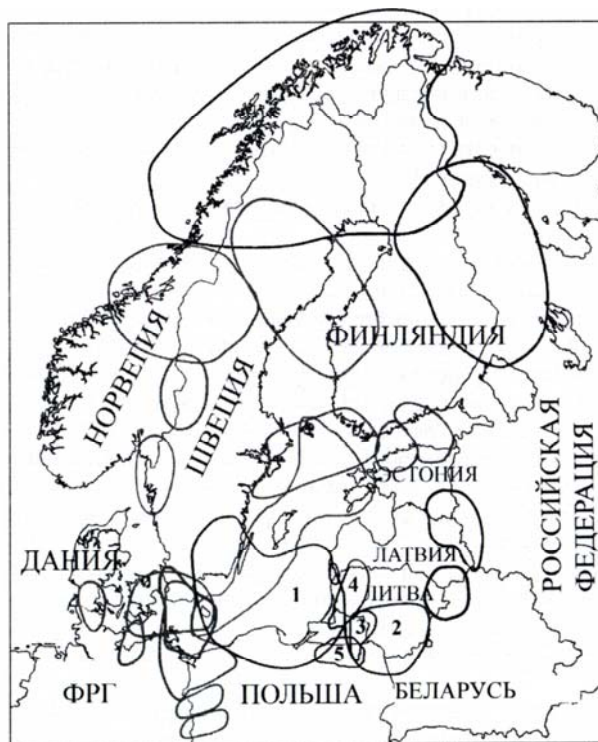 ФИНЛЯНДИЯ
НОРВЕГИЯ
ШВЕЦИЯ
ЭСТОНИЯ
РОССИЙСКАЯ
ФЕДЕРАЦИЯ
ДАНИЯ
ЛАТВИЯ
1
4
ЛИТВА
3
2
5
ФРГ
ПОЛЬША
БЕЛАРУСЬ